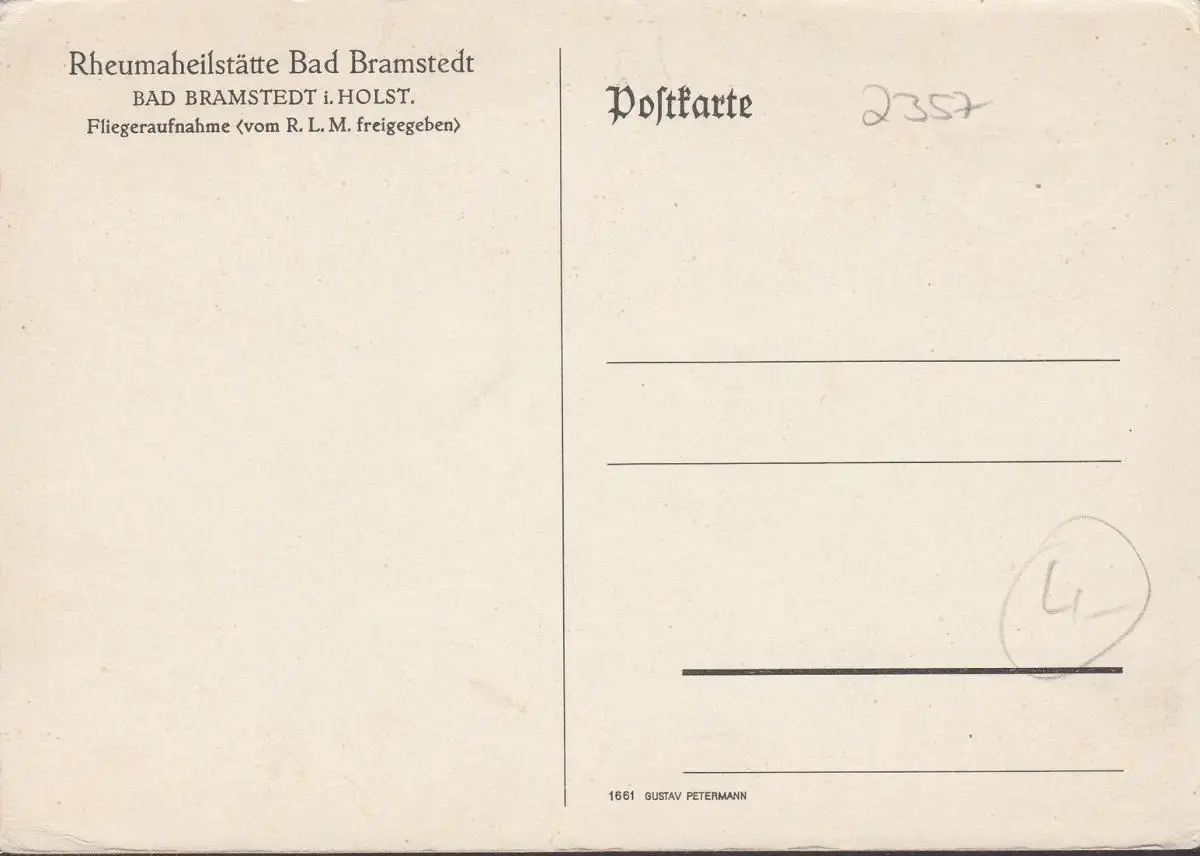 Rheumaheilstätte Bad Bramstedt
BAD BRAMSTEDT i. HOLST.
Fliegeraufnahme <vom R. L. M. freigegeben>
Poſtkarte
2357
4,-
1661 GUSTAV PETERMANN